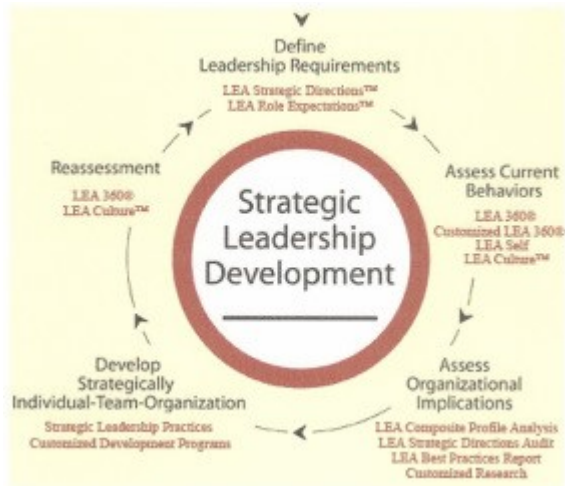 Define
Leadership Requirements
LEA Strategic Directions™
LEA Role Expectations™
Assess Current
Behaviors
LEA 360®
Customized LEA 360®
LEA Self
LEA Culture™
Assess
Organizational
Implications
LEA Composite Profile Analysis
LEA Strategic Directions Audit
LEA Best Practices Report
Customized Research
Develop
Strategically
Individual-Team-Organization
Strategic Leadership Practices
Customized Development Programs
Reassessment
LEA 360®
LEA Culture™
Strategic
Leadership
Development